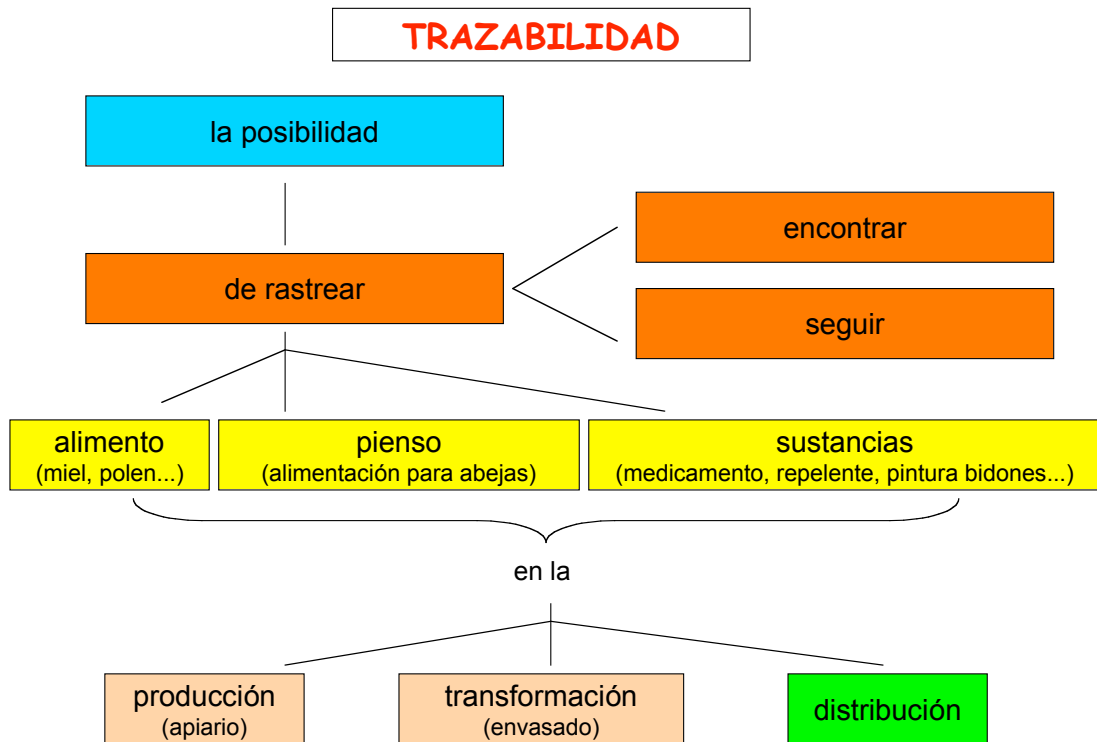 TRAZABILIDAD
la posibilidad
de rastrear
encontrar
seguir
alimento
(miel, polen...)
pienso
(alimentación para abejas)
sustancias
(medicamento, repelente, pintura bidones...)
en la
producción
(apiario)
transformación
(envasado)
distribución